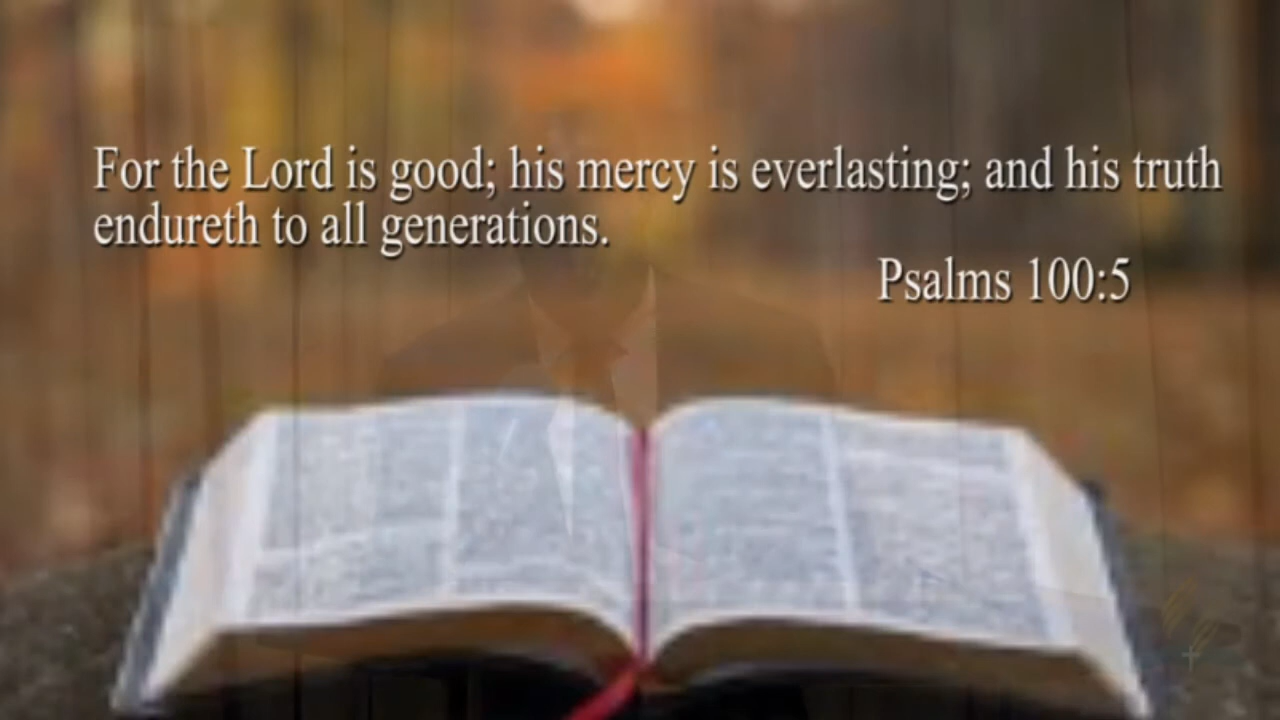 For the Lord is good; his mercy is everlasting; and his truth
endureth to all generations.
Psalms 100:5